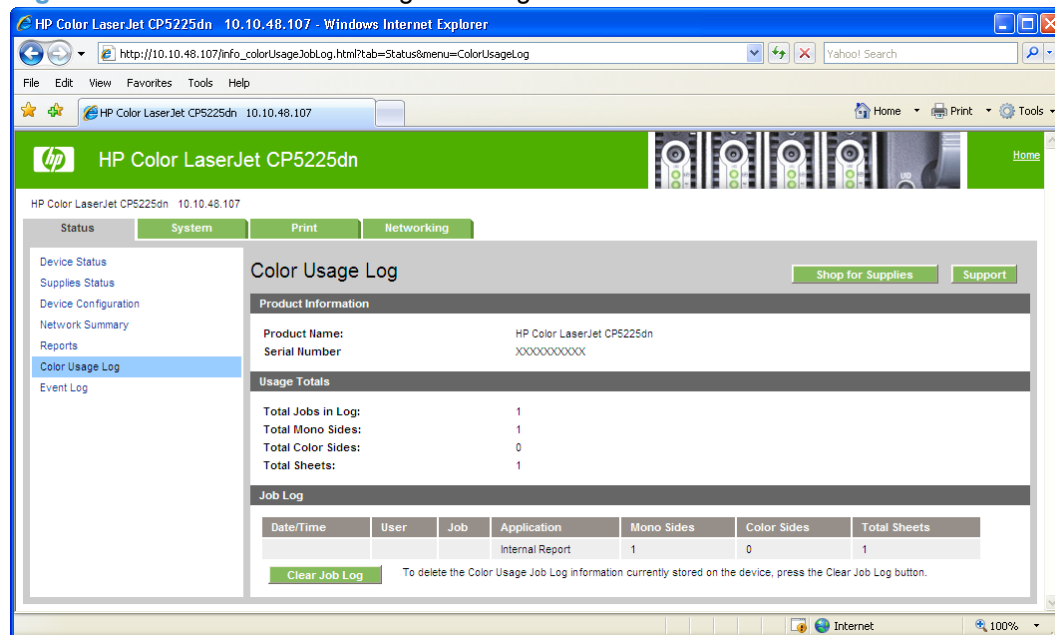 HP Color LaserJet CP5225dn 10.10.48.107 - Windows Internet Explorer
http://10.10.48.107/info_colorUsageJobLog.html?tab=Status&menu=ColorUsageLog
Yahoo! Search
File Edit View Favorites Tools Help
HP Color LaserJet CP5225dn 10.10.48.107
Home Print Tools
hp HP Color LaserJet CP5225dn
UID
Home
HP Color LaserJet CP5225dn 10.10.48.107
Status System Print Networking
Device Status
Supplies Status
Device Configuration
Network Summary
Reports
Color Usage Log
Event Log
Color Usage Log
Shop for Supplies Support
Product Information
Product Name: HP Color LaserJet CP5225dn
Serial Number XXXXXXXXXX
Usage Totals
Total Jobs in Log: 1
Total Mono Sides: 1
Total Color Sides: 0
Total Sheets: 1
Job Log
Date/Time User Job Application Mono Sides Color Sides Total Sheets
Internal Report 1 0 1
Clear Job Log To delete the Color Usage Job Log information currently stored on the device, press the Clear Job Log button.
Internet 100%